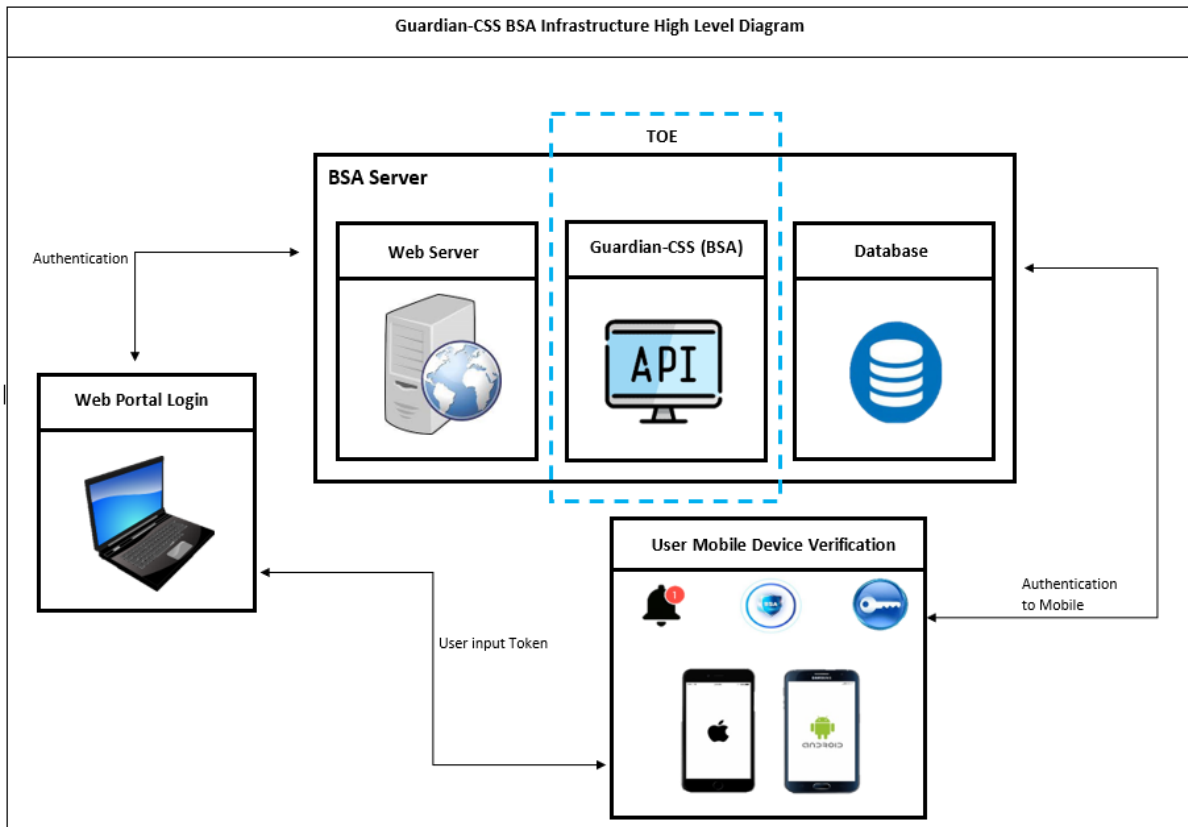 Guardian-CSS BSA Infrastructure High Level Diagram
TOE
BSA Server
Web Server
Guardian-CSS (BSA)
Database
API
Authentication
Web Portal Login
User Mobile Device Verification
1
BSA
Authentication
to Mobile
User input Token
SAMSUNG
ANDROID